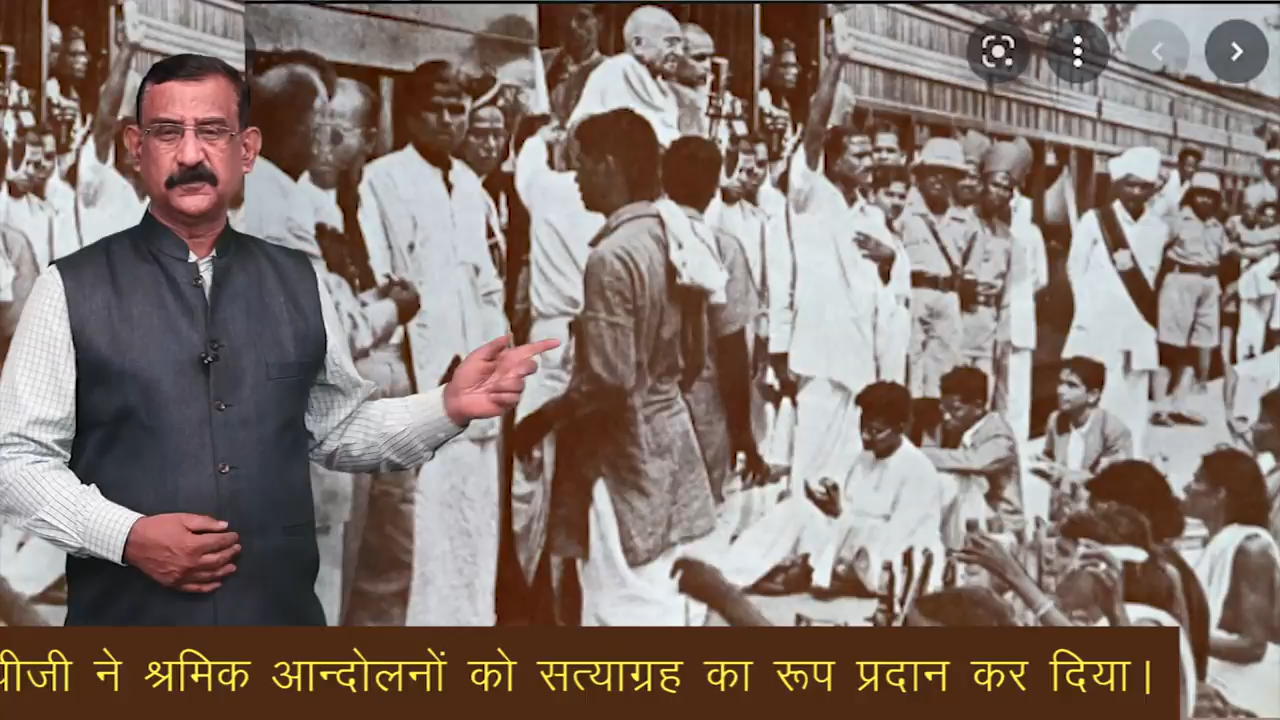 ने श्रमिक आन्दोलनों को सत्याग्रह का रूप प्रदान कर दिया।